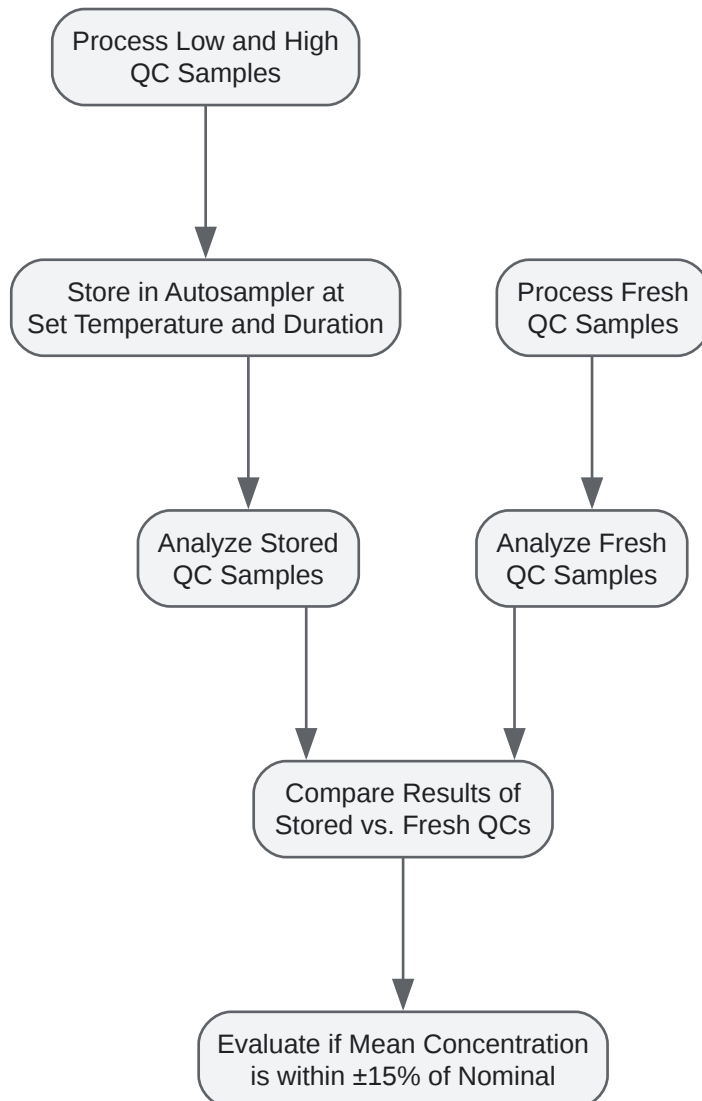 Process Low and High
QC Samples
Store in Autosampler at
Set Temperature and Duration
Process Fresh
QC Samples
Analyze Stored
QC Samples
Analyze Fresh
QC Samples
Compare Results of
Stored vs. Fresh QCs
Evaluate if Mean Concentration
is within ±15% of Nominal